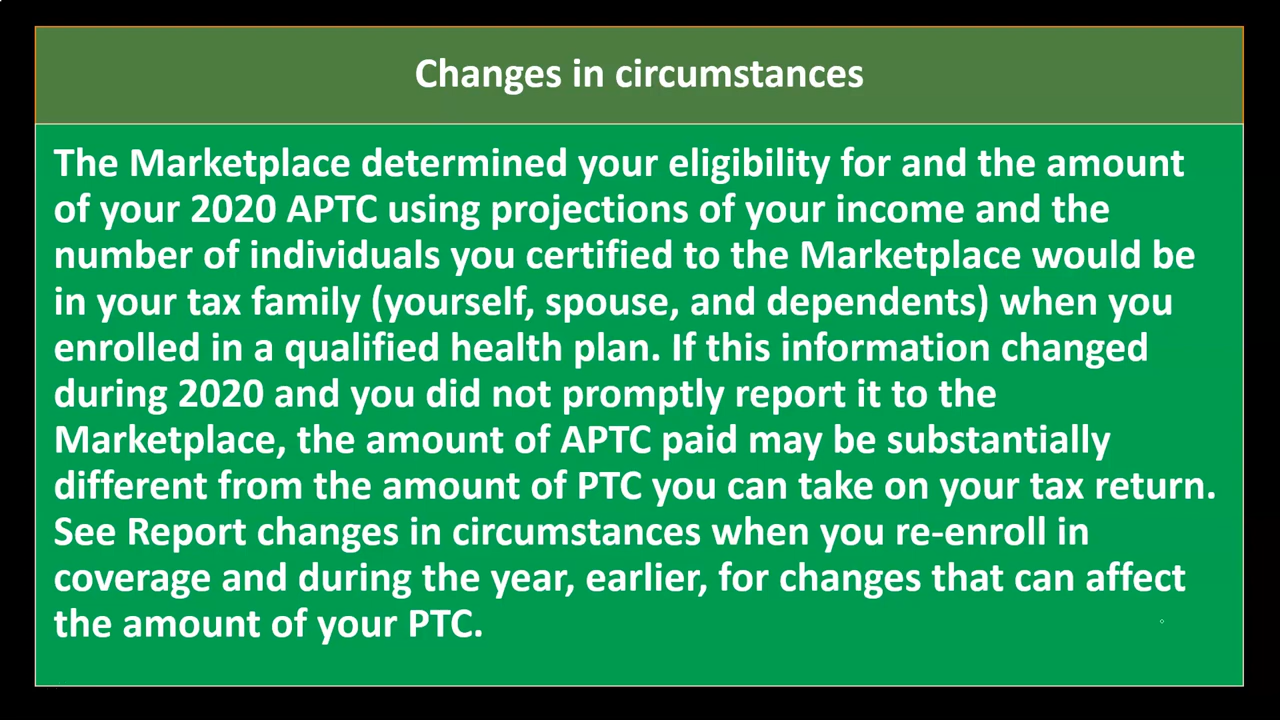 Changes in circumstances
The Marketplace determined your eligibility for and the amount
of your 2020 APTC using projections of your income and the
number of individuals you certified to the Marketplace would be
in your tax family (yourself, spouse, and dependents) when you
enrolled in a qualified health plan. If this information changed
during 2020 and you did not promptly report it to the
Marketplace, the amount of APTC paid may be substantially
different from the amount of PTC you can take on your tax return.
See Report changes in circumstances when you re-enroll in
coverage and during the year, earlier, for changes that can affect
the amount of your PTC.